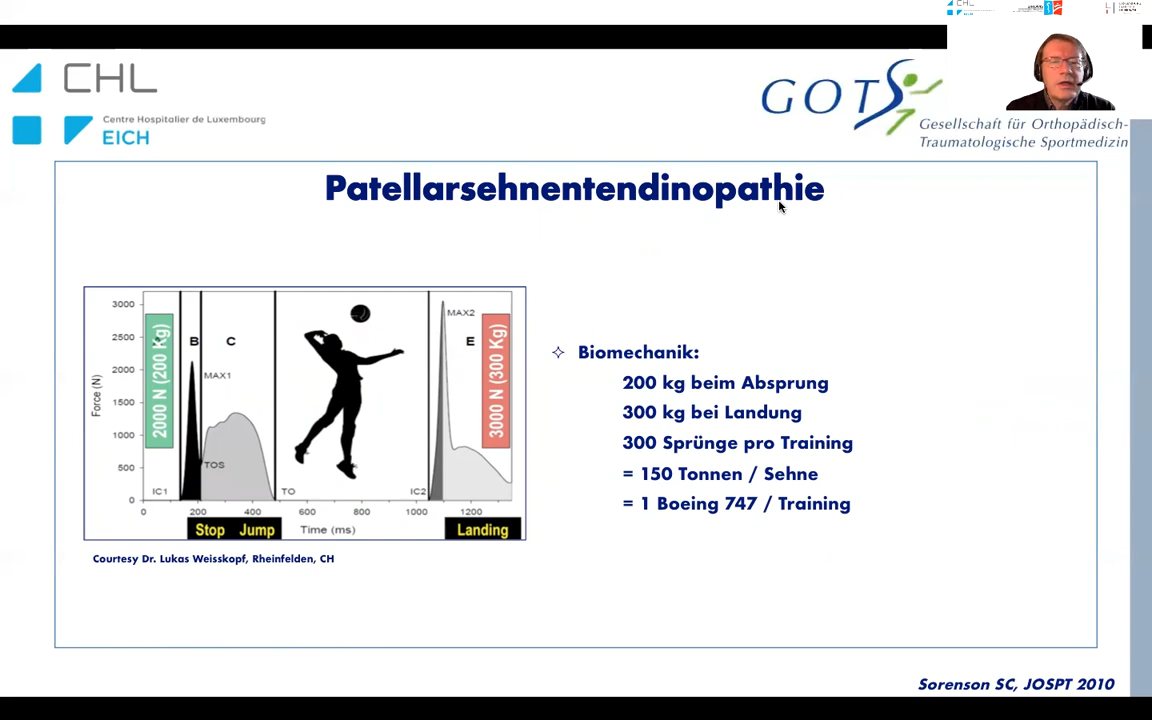 CHL
CHL
Centre Hospitalier de Luxembourg
EICH
GOTS
Gesellschaft für Orthopädisch-
Traumatologische Sportmedizin
Patellarsehnentendinopathie
3000
2500
2000
1500
1000
500
0
Force (N)
2000 N (200 Kg)
B
C
MAX1
TOS
IC1
TO
IC2
MAX2
E
3000 N (300 Kg)
0
200
400
600
800
1000
1200
Stop Jump
Time (ms)
Landing
Courtesy Dr. Lukas Weisskopf, Rheinfelden, CH
Biomechanik:
200 kg beim Absprung
300 kg bei Landung
300 Sprünge pro Training
= 150 Tonnen / Sehne
= 1 Boeing 747 / Training
Sorenson SC, JOSPT 2010